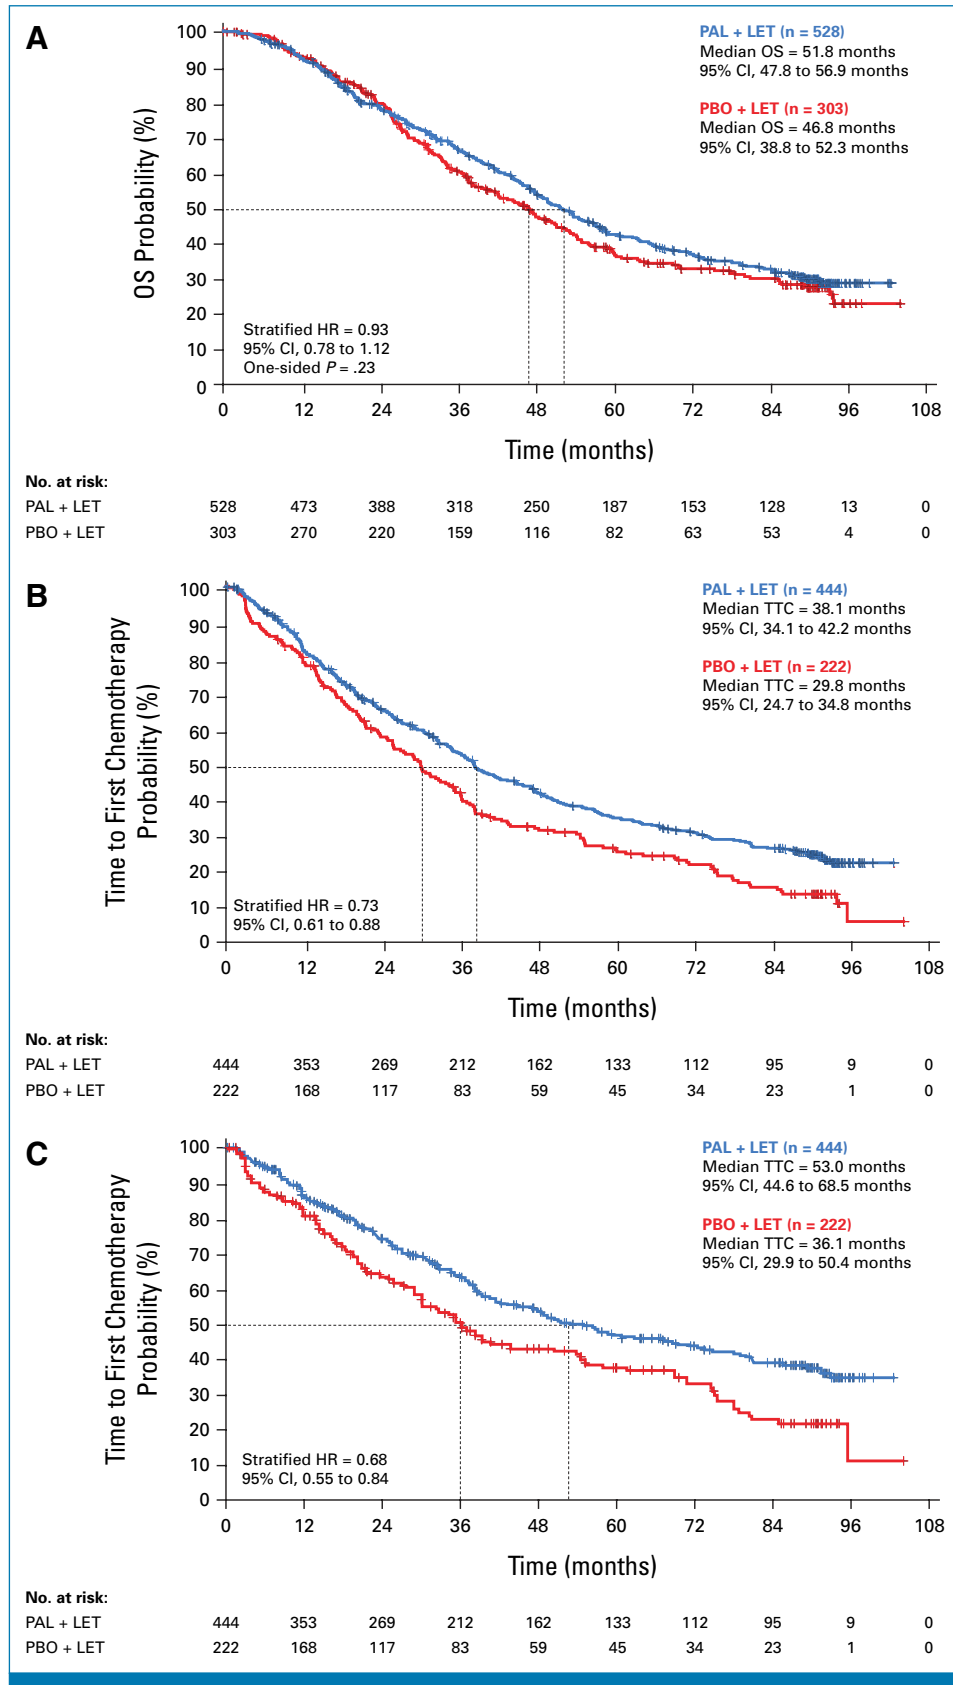 A
PAL + LET (n = 528)
Median OS = 51.8 months
95% CI, 47.8 to 56.9 months
PBO + LET (n = 303)
Median OS = 46.8 months
95% CI, 38.8 to 52.3 months
OS Probability (%)
100
90
80
70
60
50
40
30
20
10
0
Stratified HR = 0.93
95% CI, 0.78 to 1.12
One-sided P = .23
0 12 24 36 48 60 72 84 96 108
Time (months)
No. at risk:
PAL + LET 528 473 388 318 250 187 153 128 13 0
PBO + LET 303 270 220 159 116 82 63 53 4 0
B
PAL + LET (n = 444)
Median TTC = 38.1 months
95% CI, 34.1 to 42.2 months
PBO + LET (n = 222)
Median TTC = 29.8 months
95% CI, 24.7 to 34.8 months
Time to First Chemotherapy
Probability (%)
100
90
80
70
60
50
40
30
20
10
0
Stratified HR = 0.73
95% CI, 0.61 to 0.88
0 12 24 36 48 60 72 84 96 108
Time (months)
No. at risk:
PAL + LET 444 353 269 212 162 133 112 95 9 0
PBO + LET 222 168 117 83 59 45 34 23 1 0
C
PAL + LET (n = 444)
Median TTC = 53.0 months
95% CI, 44.6 to 68.5 months
PBO + LET (n = 222)
Median TTC = 36.1 months
95% CI, 29.9 to 50.4 months
Time to First Chemotherapy
Probability (%)
100
90
80
70
60
50
40
30
20
10
0
Stratified HR = 0.68
95% CI, 0.55 to 0.84
0 12 24 36 48 60 72 84 96 108
Time (months)
No. at risk:
PAL + LET 444 353 269 212 162 133 112 95 9 0
PBO + LET 222 168 117 83 59 45 34 23 1 0